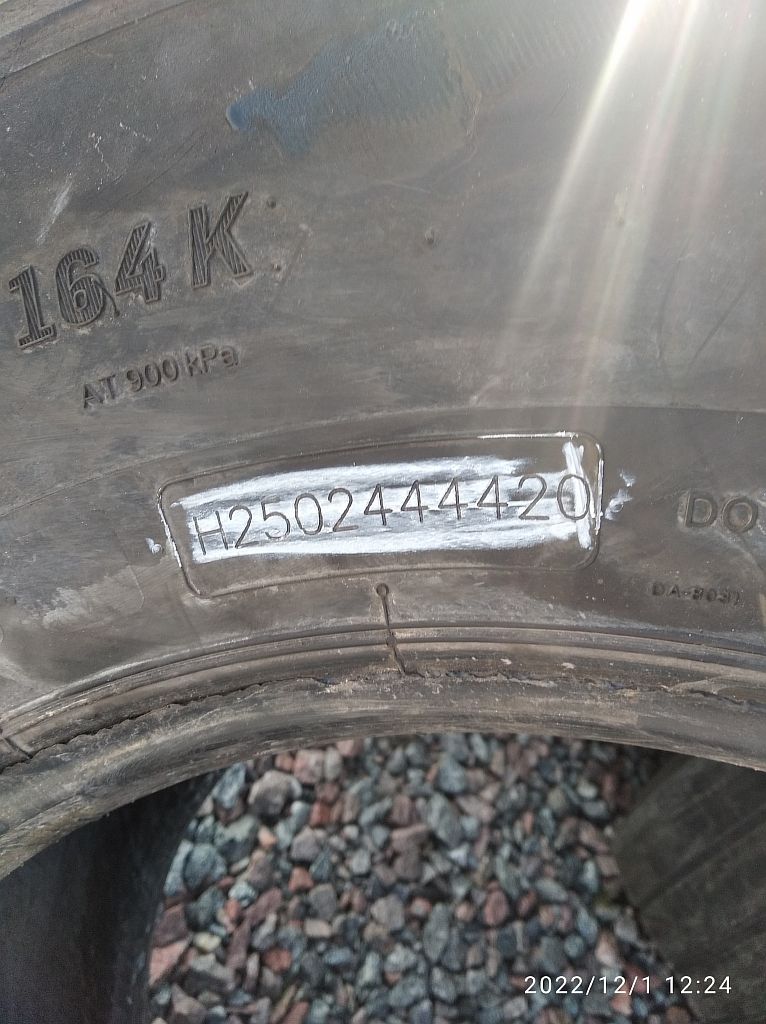 164 K
AT 900 kPa
H2502444420
DO
DA-8031
2022/12/1 12:24